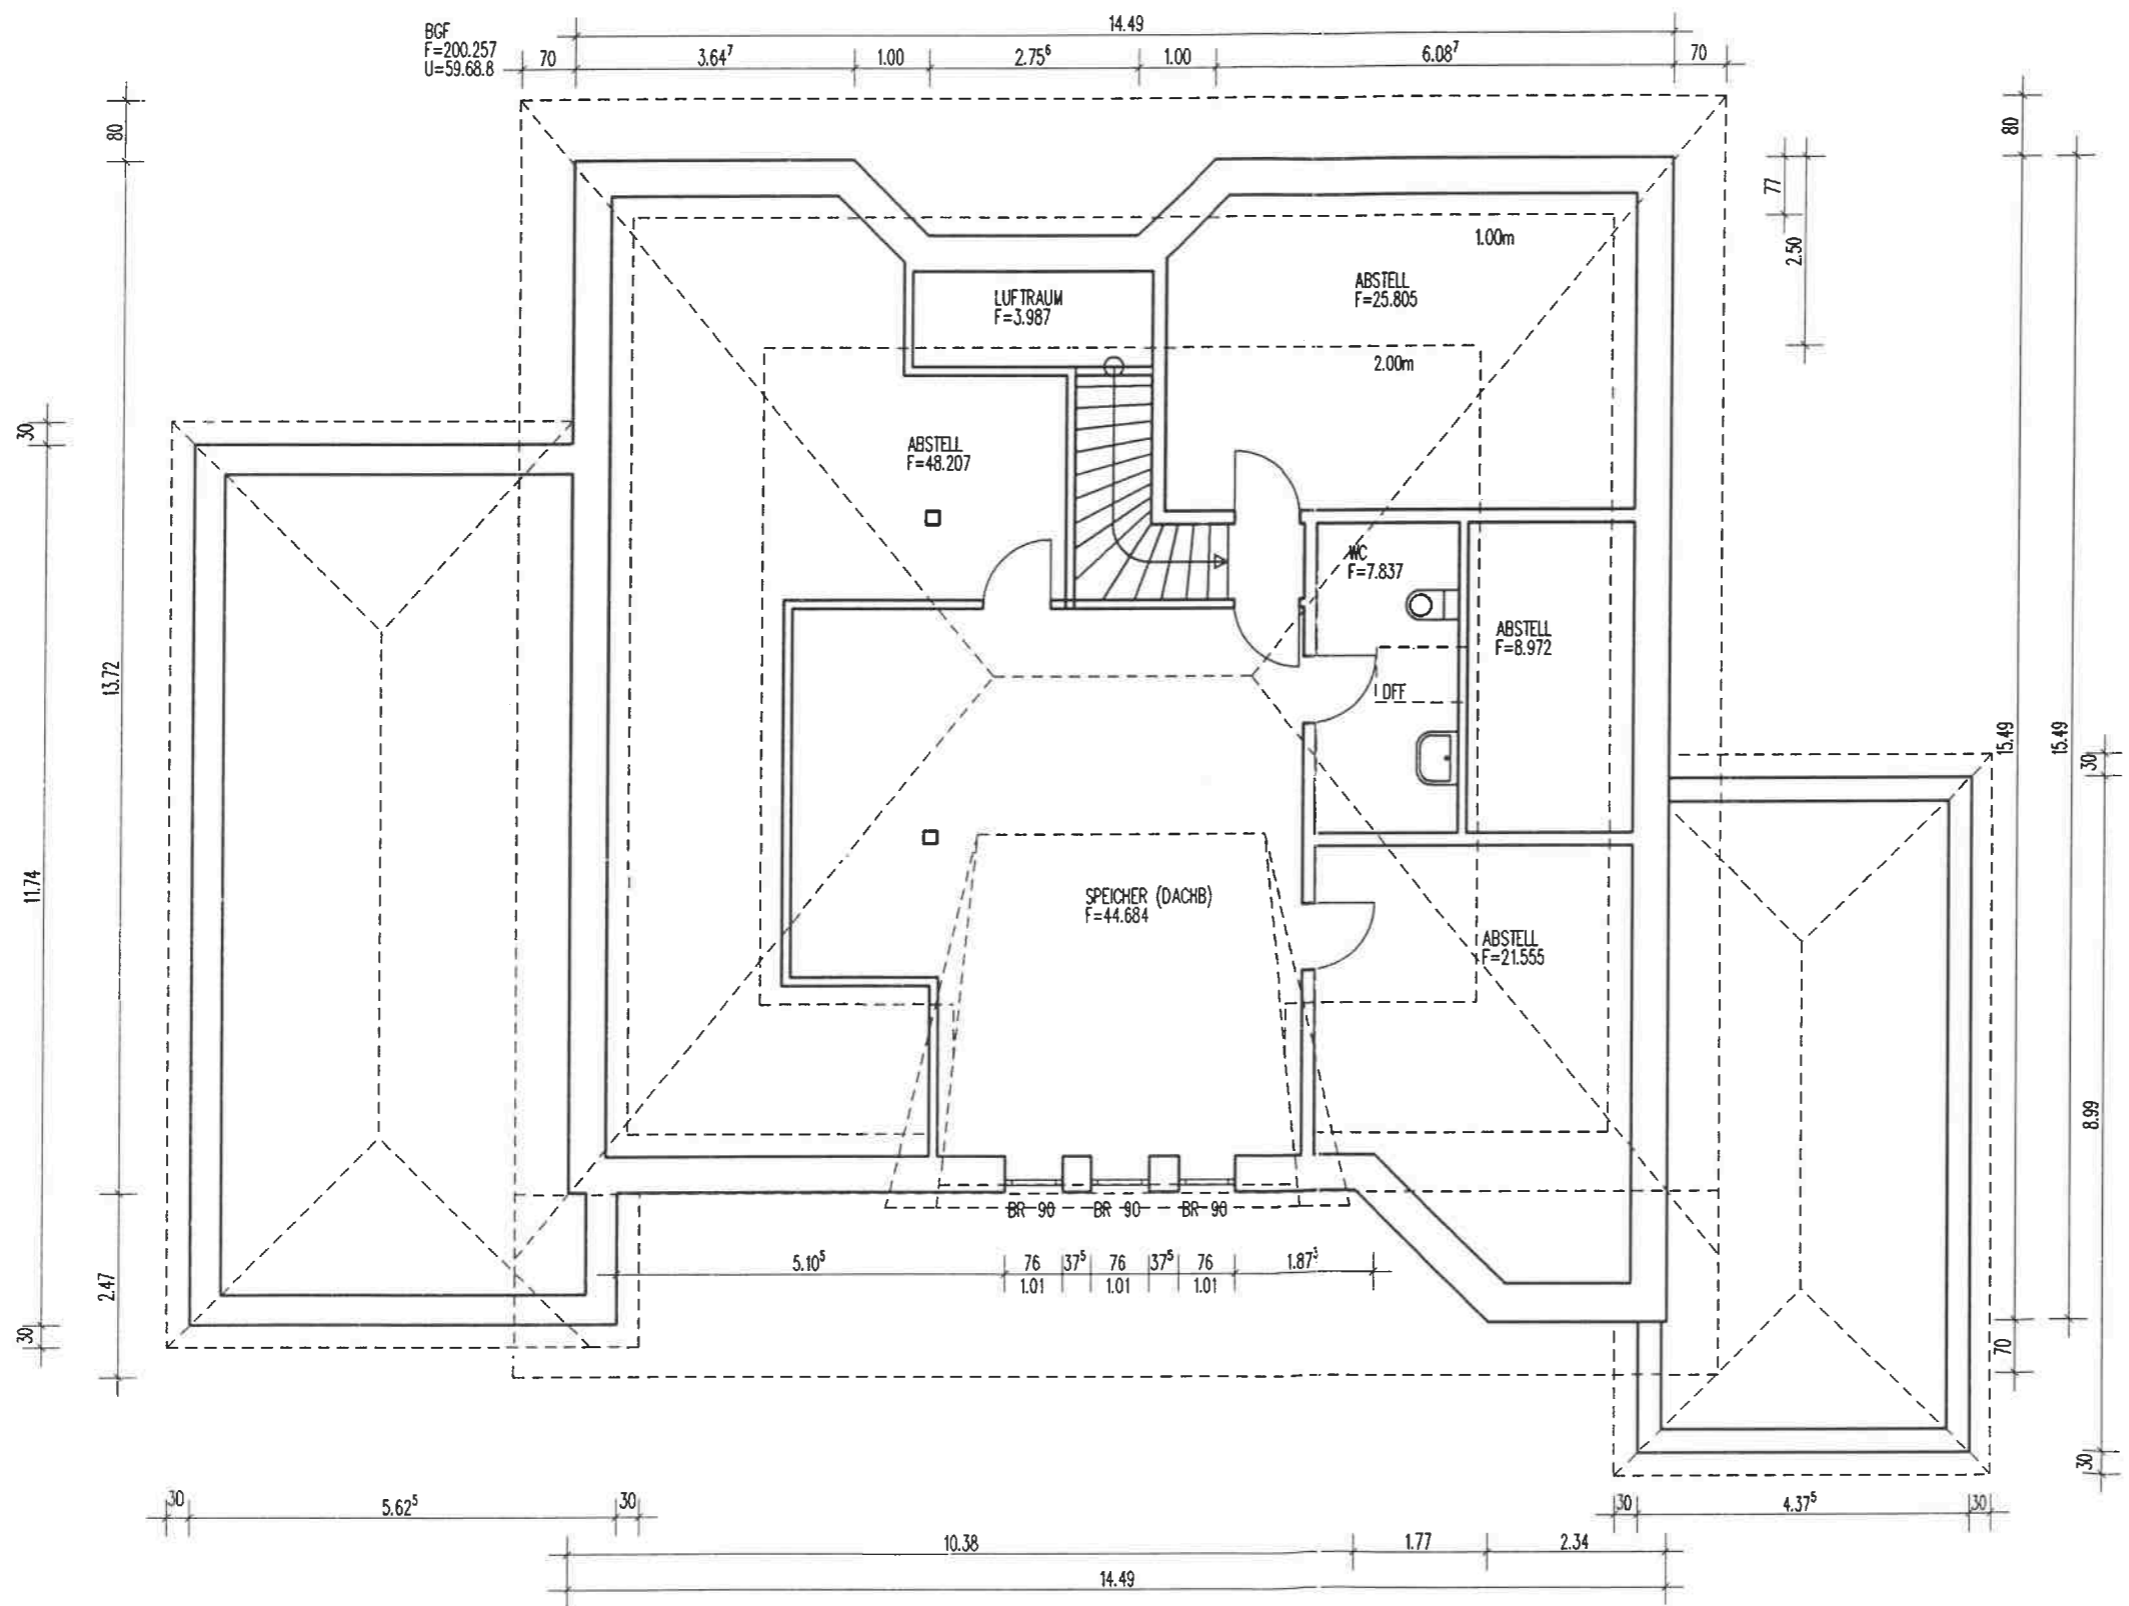 14.49
BGF
F=200.257
U=59.68.8
70
3.64⁷
1.00
2.75⁶
1.00
6.08⁷
70
80
80
77
2.50
1.00m
ABSTELL
F=25.805
LUFTRAUM
F=3.987
2.00m
30
ABSTELL
F=48.207
WC
F=7.837
ABSTELL
F=8.972
DFF
13.72
15.49
15.49
30
11.74
SPEICHER (DACHB)
F=44.684
ABSTELL
F=21.555
8.99
BR 90
BR 90
BR 90
5.10⁵
76
37⁵
76
37⁵
76
1.87⁵
1.01
1.01
1.01
2.47
30
70
30
30
5.62⁵
30
30
4.37⁵
30
10.38
1.77
2.34
14.49